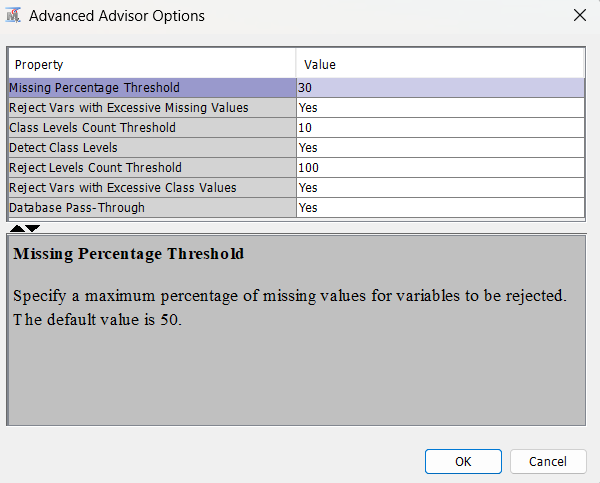 Advanced Advisor Options
Property Value
Missing Percentage Threshold 30
Reject Vars with Excessive Missing Values Yes
Class Levels Count Threshold 10
Detect Class Levels Yes
Reject Levels Count Threshold 100
Reject Vars with Excessive Class Values Yes
Database Pass-Through Yes
Missing Percentage Threshold
Specify a maximum percentage of missing values for variables to be rejected.
The default value is 50.
OK Cancel